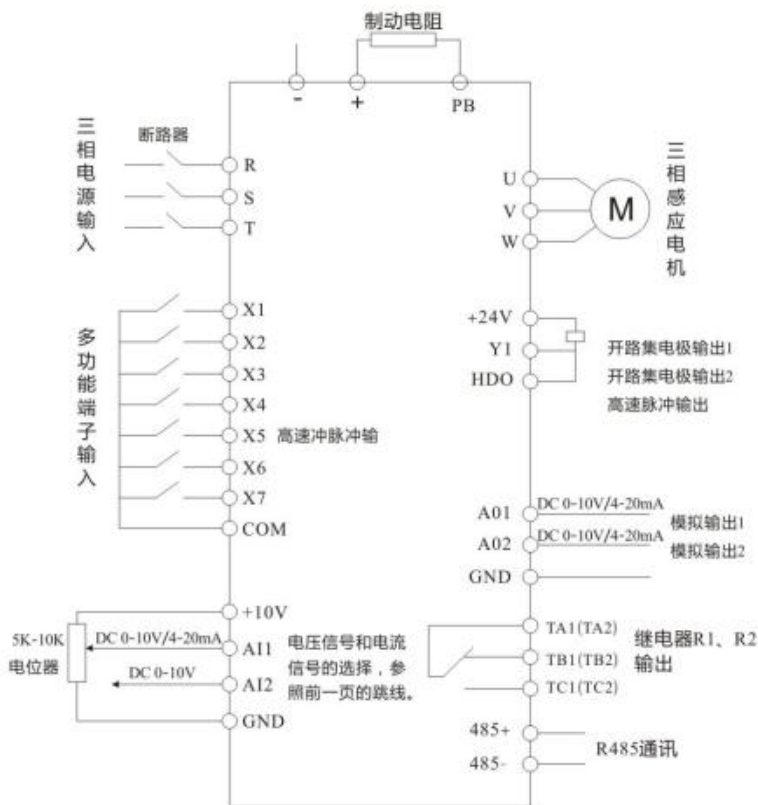 制动电阻
-
+
PB
三相电源输入
断路器
R
S
T
U
V
W
M
三相感应电机
多功能端子输入
X1
X2
X3
X4
X5 高速冲脉冲输
X6
X7
COM
+24V
Y1
HDO
开路集电极输出1
开路集电极输出2
高速脉冲输出
A01
DC 0-10V/4-20mA
模拟输出1
A02
DC 0-10V/4-20mA
模拟输出2
GND
+10V
5K-10K
电位器
DC 0-10V/4-20mA
AI1
DC 0-10V
AI2
GND
电压信号和电流
信号的选择，参
照前一页的跳线。
TA1(TA2)
TB1(TB2)
TC1(TC2)
继电器R1、R2
输出
485+
485-
R485通讯